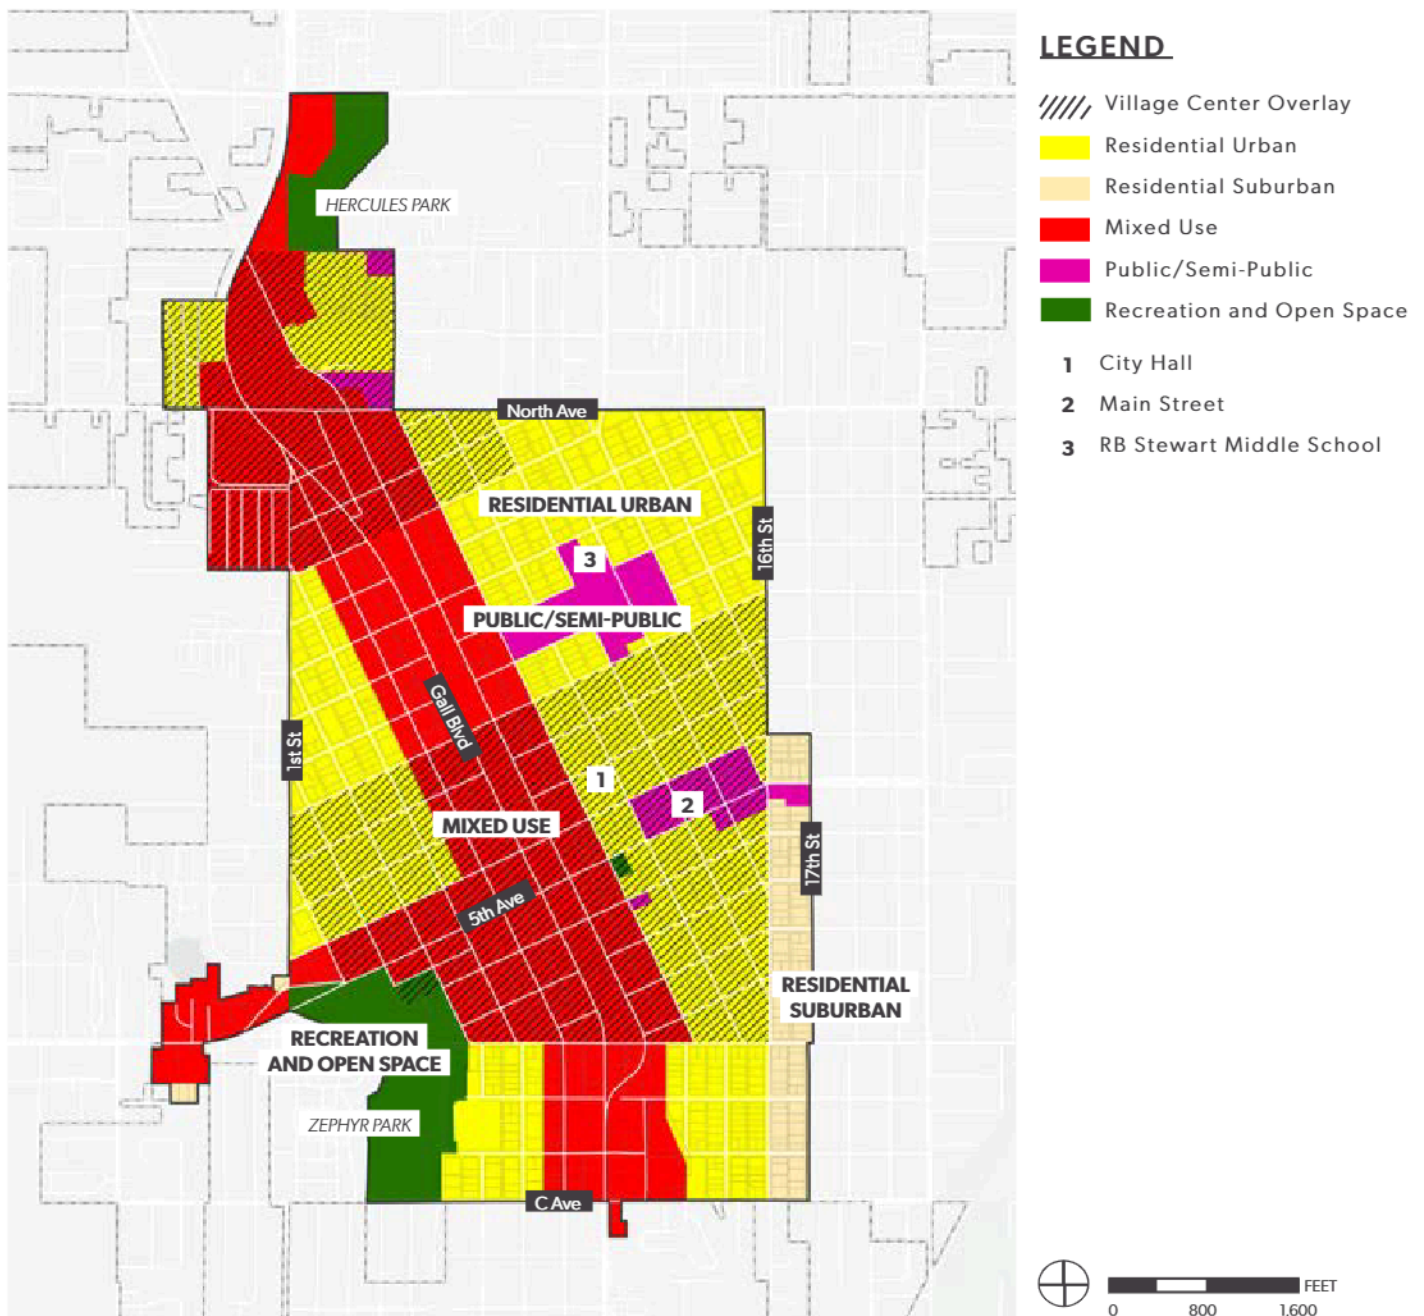 LEGEND
Village Center Overlay
Residential Urban
Residential Suburban
Mixed Use
Public/Semi-Public
Recreation and Open Space
1 City Hall
2 Main Street
3 RB Stewart Middle School
HERCULES PARK
North Ave
RESIDENTIAL URBAN
16th St
3
PUBLIC/SEMI-PUBLIC
Gall Blvd
1st St
1
2
MIXED USE
17th St
5th Ave
RESIDENTIAL
SUBURBAN
RECREATION
AND OPEN SPACE
ZEPHYR PARK
C Ave
FEET
0 800 1,600